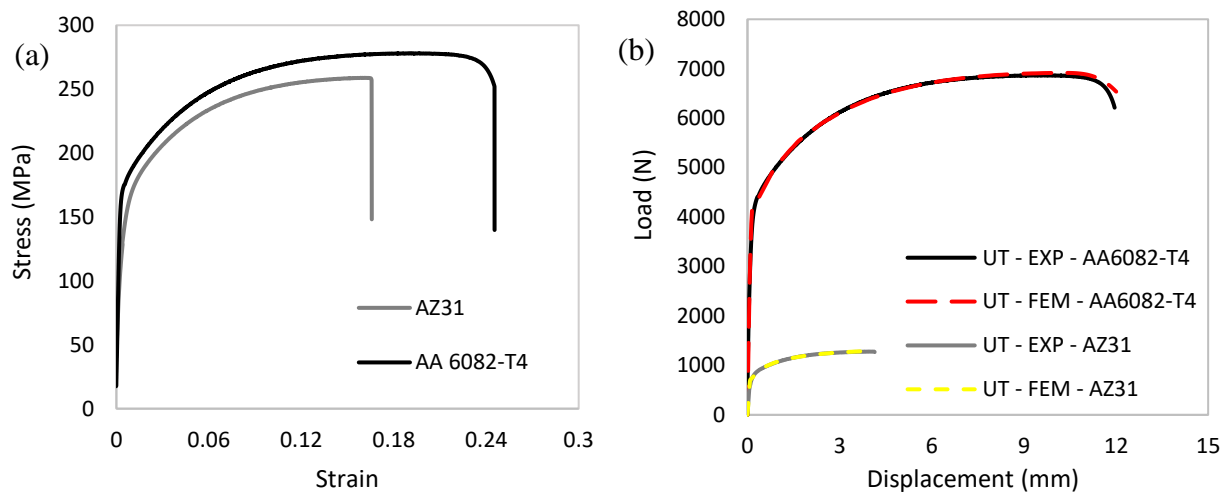 (a)
300
250
200
150
100
50
0
Stress (MPa)
0 0.06 0.12 0.18 0.24 0.3
Strain
AZ31
AA 6082-T4
(b)
8000
7000
6000
5000
4000
3000
2000
1000
0
Load (N)
0 3 6 9 12 15
Displacement (mm)
UT - EXP - AA6082-T4
UT - FEM - AA6082-T4
UT - EXP - AZ31
UT - FEM - AZ31